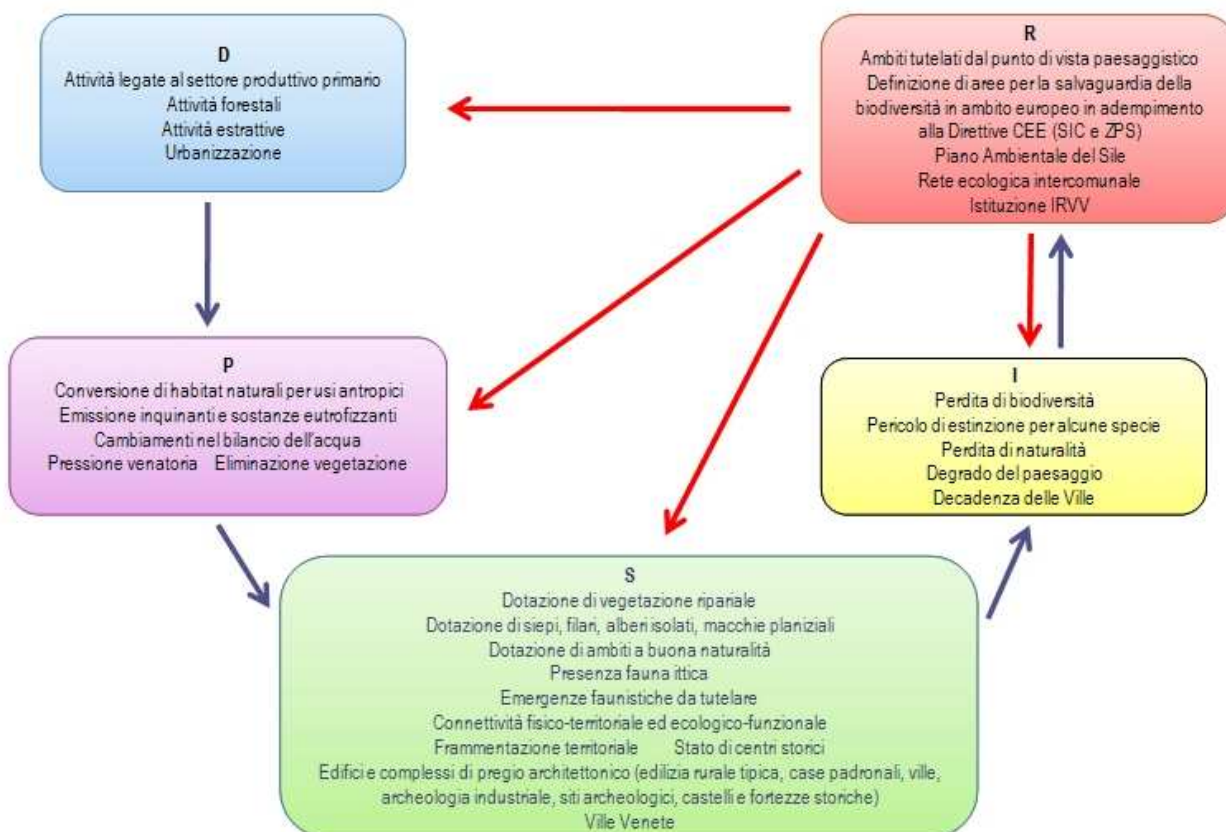 D
Attività legate al settore produttivo primario
Attività forestali
Attività estrattive
Urbanizzazione
R
Ambiti tutelati dal punto di vista paesaggistico
Definizione di aree per la salvaguardia della
biodiversità in ambito europeo in adempimento
alla Direttive CEE (SIC e ZPS)
Piano Ambientale del Sile
Rete ecologica intercomunale
Istituzione IRVV
P
Conversione di habitat naturali per usi antropici
Emissione inquinanti e sostanze eutrofizzanti
Cambiamenti nel bilancio dell'acqua
Pressione venatoria Eliminazione vegetazione
I
Perdita di biodiversità
Pericolo di estinzione per alcune specie
Perdita di naturalità
Degrado del paesaggio
Decadenza delle Ville
S
Dotazione di vegetazione ripariale
Dotazione di siepi, filari, alberi isolati, macchie planiziali
Dotazione di ambiti a buona naturalità
Presenza fauna ittica
Emergenze faunistiche da tutelare
Connettività fisico-territoriale ed ecologico-funzionale
Frammentazione territoriale Stato di centri storici
Edifici e complessi di pregio architettonico (edilizia rurale tipica, case padronali, ville,
archeologia industriale, siti archeologici, castelli e fortezze storiche)
Ville Venete